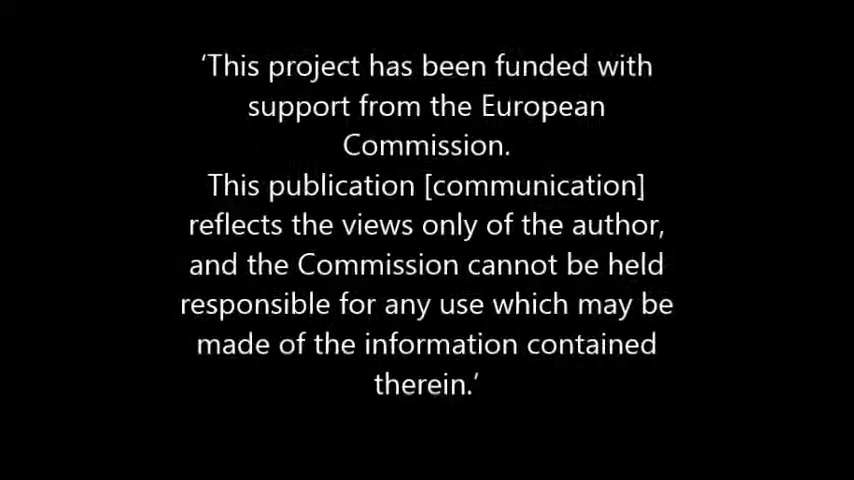 ‘This project has been funded with
support from the European
Commission.
This publication [communication]
reflects the views only of the author,
and the Commission cannot be held
responsible for any use which may be
made of the information contained
therein.’